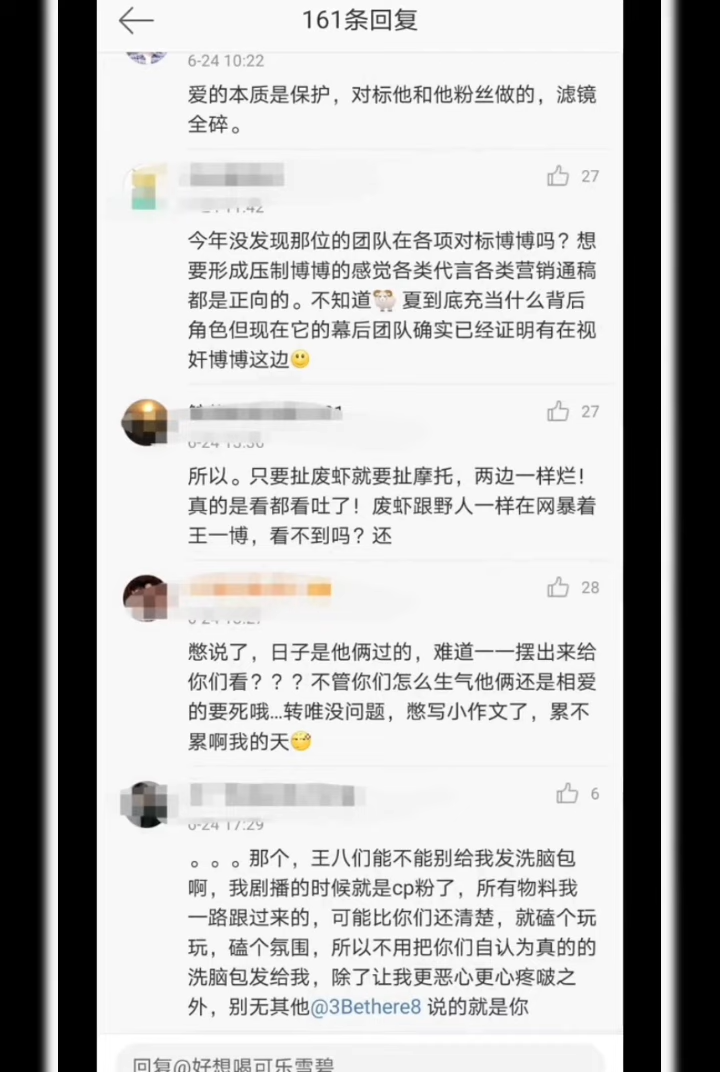 161条回复
6-24 10:22
爱的本质是保护，对标他和他粉丝做的，滤镜
全碎。
27
今年没发现那位的团队在各项对标博博吗？想
要形成压制博博的感觉各类代言各类营销通稿
都是正向的。不知道🐏 夏到底充当什么背后
角色但现在它的幕后团队确实已经证明有在视
奸博博这边🙂
27
所以。只要扯废虾就要扯摩托，两边一样烂！
真的是看都看吐了！废虾跟野人一样在网暴着
王一博，看不到吗？还
28
憋说了，日子是他俩过的，难道一一摆出来给
你们看？？？不管你们怎么生气他俩还是相爱
的要死哦...转唯没问题，憋写小作文了，累不
累啊我的天
6
6-24 17:29
。。。那个，王八们能不能别给我发洗脑包
啊，我剧播的时候就是cp粉了，所有物料我
一路跟过来的，可能比你们还清楚，就磕个玩
玩，磕个氛围，所以不用把你们自认为真的的
洗脑包发给我，除了让我更恶心更心疼啵之
外，别无其他@3Bethere8 说的就是你
回复@好想喝可乐雪碧